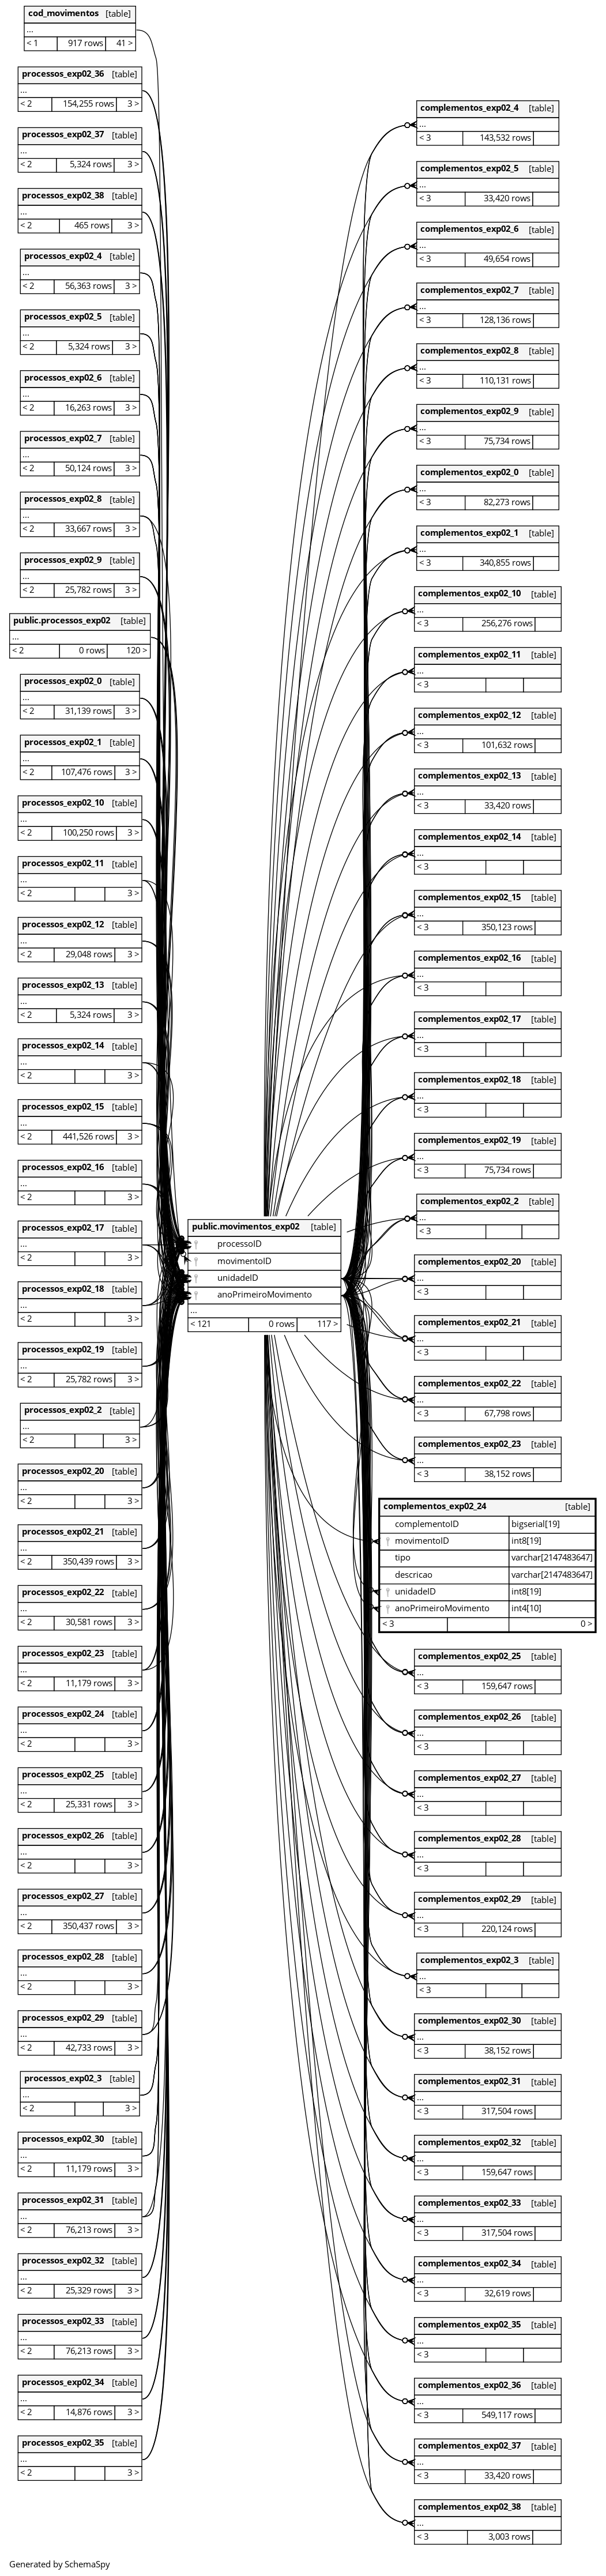 cod_movimentos [table]
...
< 1 917 rows 41 >
processos_exp02_36 [table]
...
< 2 154,255 rows 3 >
processos_exp02_37 [table]
...
< 2 5,324 rows 3 >
processos_exp02_38 [table]
...
< 2 465 rows 3 >
processos_exp02_4 [table]
...
< 2 56,363 rows 3 >
processos_exp02_5 [table]
...
< 2 5,324 rows 3 >
processos_exp02_6 [table]
...
< 2 16,263 rows 3 >
processos_exp02_7 [table]
...
< 2 50,124 rows 3 >
processos_exp02_8 [table]
...
< 2 33,667 rows 3 >
processos_exp02_9 [table]
...
< 2 25,782 rows 3 >
public.processos_exp02 [table]
...
< 2 0 rows 120 >
processos_exp02_0 [table]
...
< 2 31,139 rows 3 >
processos_exp02_1 [table]
...
< 2 107,476 rows 3 >
processos_exp02_10 [table]
...
< 2 100,250 rows 3 >
processos_exp02_11 [table]
...
< 2 3 >
processos_exp02_12 [table]
...
< 2 29,048 rows 3 >
processos_exp02_13 [table]
...
< 2 5,324 rows 3 >
processos_exp02_14 [table]
...
< 2 3 >
processos_exp02_15 [table]
...
< 2 441,526 rows 3 >
processos_exp02_16 [table]
...
< 2 3 >
processos_exp02_17 [table]
...
< 2 3 >
processos_exp02_18 [table]
...
< 2 3 >
processos_exp02_19 [table]
...
< 2 25,782 rows 3 >
processos_exp02_2 [table]
...
< 2 3 >
processos_exp02_20 [table]
...
< 2 3 >
processos_exp02_21 [table]
...
< 2 350,439 rows 3 >
processos_exp02_22 [table]
...
< 2 30,581 rows 3 >
processos_exp02_23 [table]
...
< 2 11,179 rows 3 >
processos_exp02_24 [table]
...
< 2 3 >
processos_exp02_25 [table]
...
< 2 25,331 rows 3 >
processos_exp02_26 [table]
...
< 2 3 >
processos_exp02_27 [table]
...
< 2 350,437 rows 3 >
processos_exp02_28 [table]
...
< 2 3 >
processos_exp02_29 [table]
...
< 2 42,733 rows 3 >
processos_exp02_3 [table]
...
< 2 3 >
processos_exp02_30 [table]
...
< 2 11,179 rows 3 >
processos_exp02_31 [table]
...
< 2 76,213 rows 3 >
processos_exp02_32 [table]
...
< 2 25,329 rows 3 >
processos_exp02_33 [table]
...
< 2 76,213 rows 3 >
processos_exp02_34 [table]
...
< 2 14,876 rows 3 >
processos_exp02_35 [table]
...
< 2 3 >
public.movimentos_exp02 [table]
processoID
movimentoID
unidadeID
anoPrimeiroMovimento
...
< 121 0 rows 117 >
complementos_exp02_4 [table]
...
< 3 143,532 rows
complementos_exp02_5 [table]
...
< 3 33,420 rows
complementos_exp02_6 [table]
...
< 3 49,654 rows
complementos_exp02_7 [table]
...
< 3 128,136 rows
complementos_exp02_8 [table]
...
< 3 110,131 rows
complementos_exp02_9 [table]
...
< 3 75,734 rows
complementos_exp02_0 [table]
...
< 3 82,273 rows
complementos_exp02_1 [table]
...
< 3 340,855 rows
complementos_exp02_10 [table]
...
< 3 256,276 rows
complementos_exp02_11 [table]
...
< 3
complementos_exp02_12 [table]
...
< 3 101,632 rows
complementos_exp02_13 [table]
...
< 3 33,420 rows
complementos_exp02_14 [table]
...
< 3
complementos_exp02_15 [table]
...
< 3 350,123 rows
complementos_exp02_16 [table]
...
< 3
complementos_exp02_17 [table]
...
< 3
complementos_exp02_18 [table]
...
< 3
complementos_exp02_19 [table]
...
< 3 75,734 rows
complementos_exp02_2 [table]
...
< 3
complementos_exp02_20 [table]
...
< 3
complementos_exp02_21 [table]
...
< 3
complementos_exp02_22 [table]
...
< 3 67,798 rows
complementos_exp02_23 [table]
...
< 3 38,152 rows
complementos_exp02_24 [table]
complementoID bigserial[19]
movimentoID int8[19]
tipo varchar[2147483647]
descricao varchar[2147483647]
unidadeID int8[19]
anoPrimeiroMovimento int4[10]
< 3 0 >
complementos_exp02_25 [table]
...
< 3 159,647 rows
complementos_exp02_26 [table]
...
< 3
complementos_exp02_27 [table]
...
< 3
complementos_exp02_28 [table]
...
< 3
complementos_exp02_29 [table]
...
< 3 220,124 rows
complementos_exp02_3 [table]
...
< 3
complementos_exp02_30 [table]
...
< 3 38,152 rows
complementos_exp02_31 [table]
...
< 3 317,504 rows
complementos_exp02_32 [table]
...
< 3 159,647 rows
complementos_exp02_33 [table]
...
< 3 317,504 rows
complementos_exp02_34 [table]
...
< 3 32,619 rows
complementos_exp02_35 [table]
...
< 3
complementos_exp02_36 [table]
...
< 3 549,117 rows
complementos_exp02_37 [table]
...
< 3 33,420 rows
complementos_exp02_38 [table]
...
< 3 3,003 rows
Generated by SchemaSpy